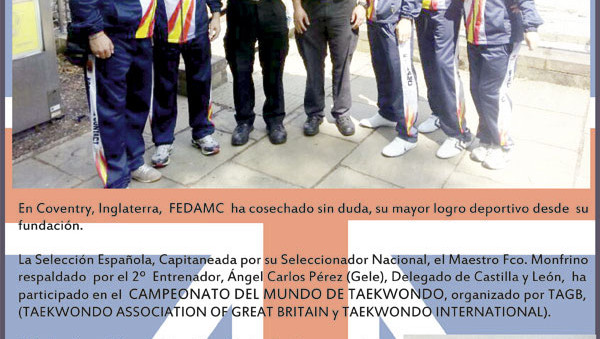 En Coventry, Inglaterra, FEDAMC ha cosechado sin duda, su mayor logro deportivo desde su
fundación.
La Selección Española, Capitaneada por su Seleccionador Nacional, el Maestro Fco. Monfrino
respaldado por el 2º Entrenador, Ángel Carlos Pérez (Gele), Delegado de Castilla y León, ha
participado en el CAMPEONATO DEL MUNDO DE TAEKWONDO, organizado por TAGB,
(TAEKWONDO ASSOCIATION OF GREAT BRITAIN y TAEKWONDO INTERNATIONAL).